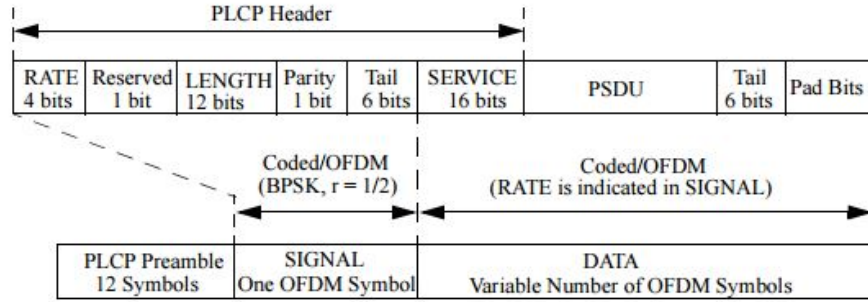 PLCP Header
RATE Reserved LENGTH Parity Tail SERVICE PSDU Tail Pad Bits
4 bits 1 bit 12 bits 1 bit 6 bits 16 bits 6 bits
Coded/OFDM Coded/OFDM
(BPSK, r = 1/2) (RATE is indicated in SIGNAL)
PLCP Preamble SIGNAL DATA
12 Symbols One OFDM Symbol Variable Number of OFDM Symbols